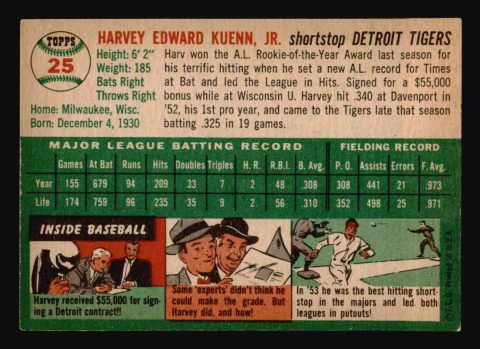 TOPPS
25
HARVEY EDWARD KUENN, JR. shortstop DETROIT TIGERS
Height: 6' 2"
Weight: 185
Bats Right
Throws Right
Home: Milwaukee, Wisc.
Born: December 4, 1930
Harv won the A.L. Rookie-of-the-Year Award last season
for his terrific hitting when he set a new A.L. record for Times
at Bat and led the League in Hits. Signed for a $55,000
bonus while at Wisconsin U. Harvey hit .340 at Davenport in
'52, his 1st pro year, and came to the Tigers late that season
batting .325 in 19 games.
MAJOR LEAGUE BATTING RECORD FIELDING RECORD
Games At Bat Runs Hits Doubles Triples H. R. R.B.I. B. Avg. P. O. Assists Errors F. Avg.
Year 155 679 94 209 33 7 2 48 .308 308 441 21 .973
Life 174 759 96 235 35 9 2 56 .310 352 498 25 .971
INSIDE BASEBALL
Harvey received $55,000 for sign-
ing a Detroit contract!!
Some 'experts' didn't think he could
make the grade. But
Harvey did, and how!
In '53 he was the best hitting short-
stop in the majors and led both
leagues in putouts!
© T. C. G. Printed in U.S.A.